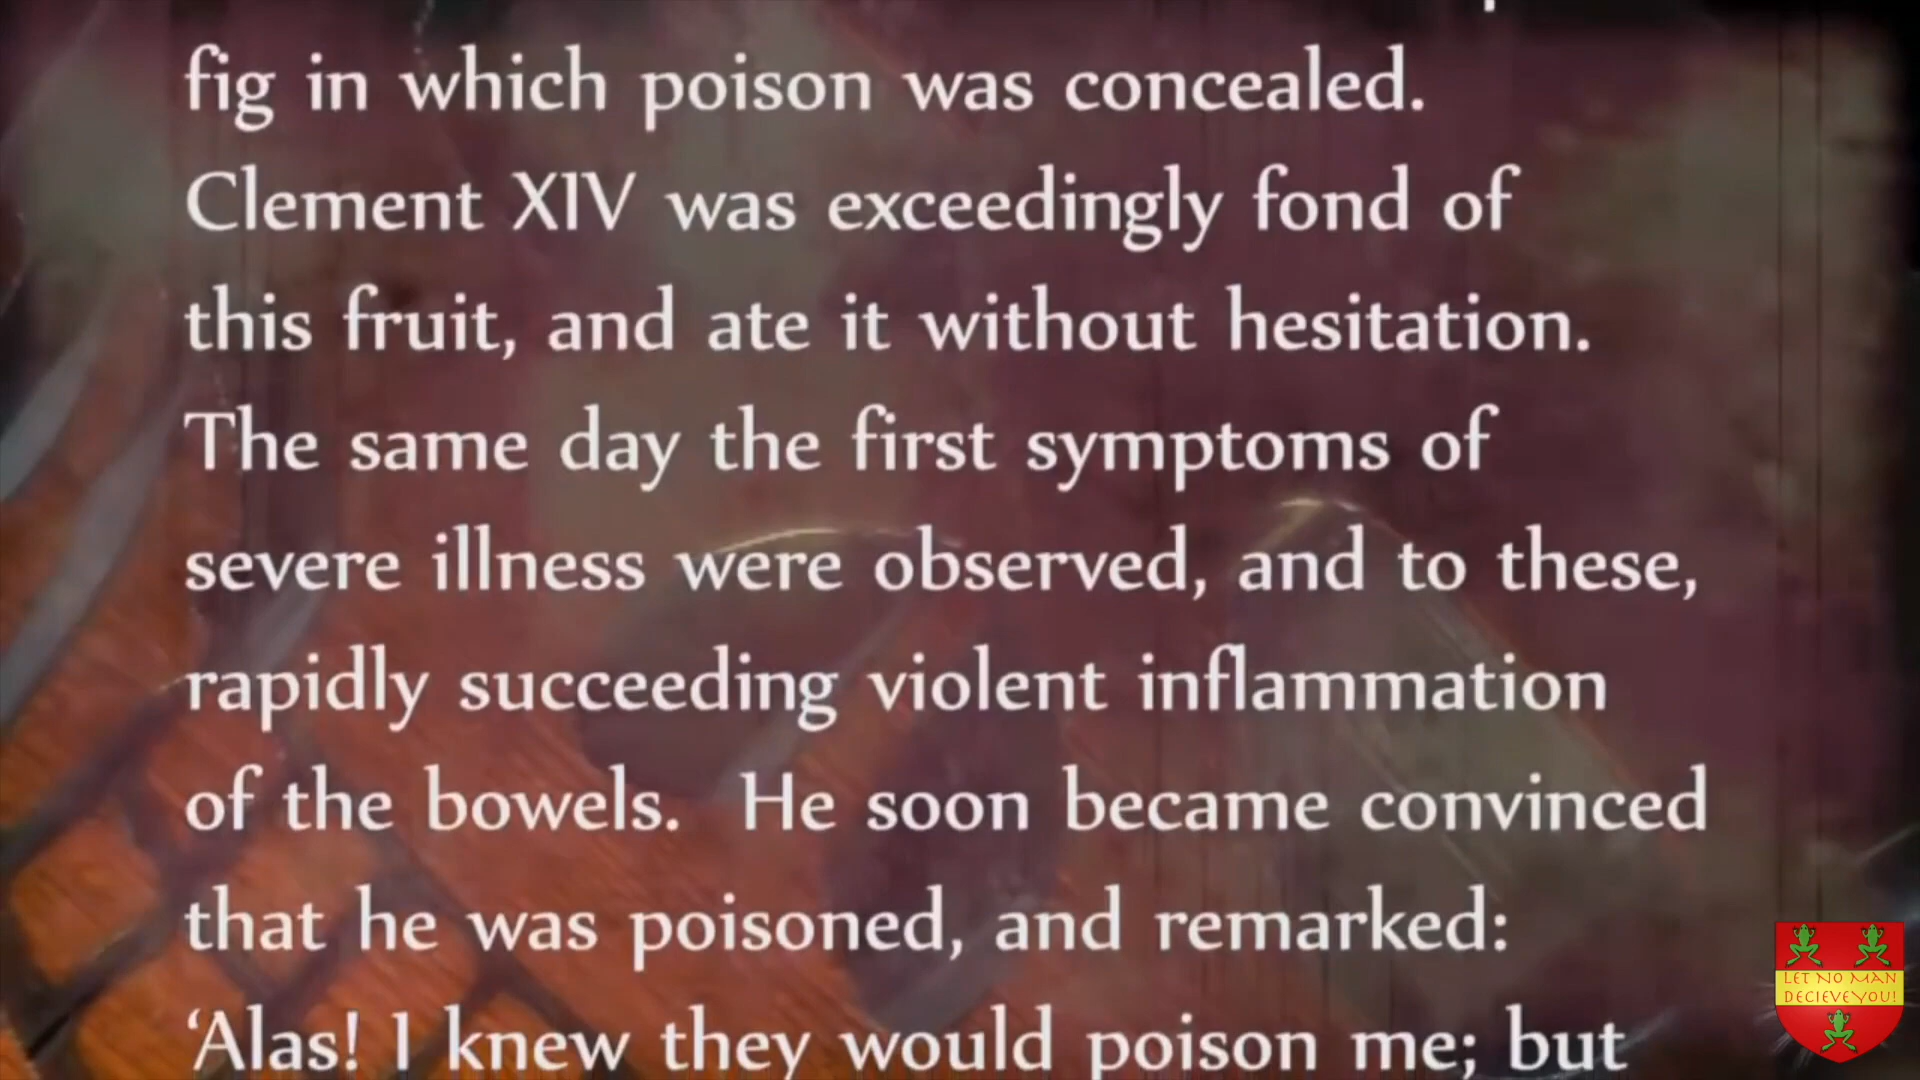 fig in which poison was concealed.
Clement XIV was exceedingly fond of
this fruit, and ate it without hesitation.
The same day the first symptoms of
severe illness were observed, and to these,
rapidly succeeding violent inflammation
of the bowels. He soon became convinced
that he was poisoned, and remarked:
‘Alas! I knew they would poison me; but
LET NO MAN
DECIEVE YOU!